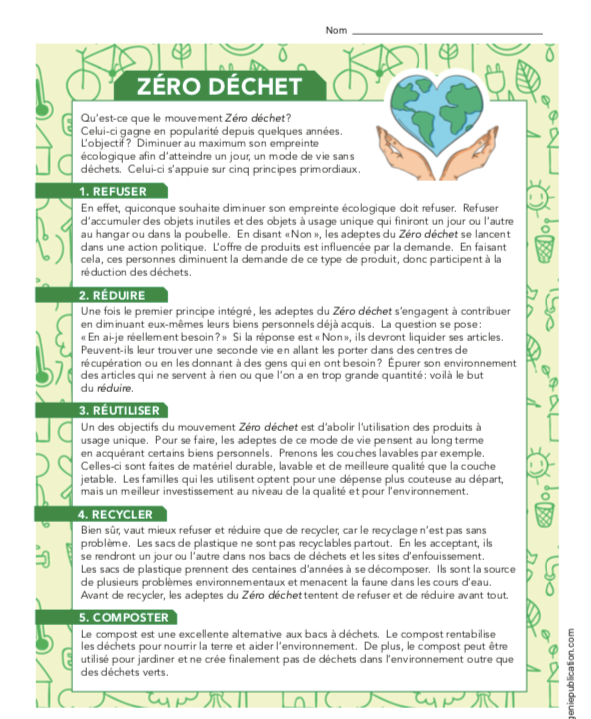 Nom
ZÉRO DÉCHET
Qu'est-ce que le mouvement Zéro déchet?
Celui-ci gagne en popularité depuis quelques années.
L'objectif? Diminuer au maximum son empreinte
écologique afin d'atteindre un jour, un mode de vie sans
déchets. Celui-ci s'appuie sur cinq principes primordiaux.
1. REFUSER
En effet, quiconque souhaite diminuer son empreinte écologique doit refuser. Refuser
d'accumuler des objets inutiles et des objets à usage unique qui finiront un jour ou l'autre
au hangar ou dans la poubelle. En disant «Non», les adeptes du Zéro déchet se lancent
dans une action politique. L'offre de produits est influencée par la demande. En faisant
cela, ces personnes diminuent la demande de ce type de produit, donc participent à la
réduction des déchets.
2. RÉDUIRE
Une fois le premier principe intégré, les adeptes du Zéro déchet s'engagent à contribuer
en diminuant eux-mêmes leurs biens personnels déjà acquis. La question se pose:
«En ai-je réellement besoin?» Si la réponse est «Non», ils devront liquider ses articles.
Peuvent-ils leur trouver une seconde vie en allant les porter dans des centres de
récupération ou en les donnant à des gens qui en ont besoin? Épurer son environnement
des articles qui ne servent à rien ou que l'on a en trop grande quantité: voilà le but
du réduire.
3. RÉUTILISER
Un des objectifs du mouvement Zéro déchet est d'abolir l'utilisation des produits à
usage unique. Pour se faire, les adeptes de ce mode de vie pensent au long terme
en acquérant certains biens personnels. Prenons les couches lavables par exemple.
Celles-ci sont faites de matériel durable, lavable et de meilleure qualité que la couche
jetable. Les familles qui les utilisent optent pour une dépense plus couteuse au départ,
mais un meilleur investissement au niveau de la qualité et pour l'environnement.
4. RECYCLER
Bien sûr, vaut mieux refuser et réduire que de recycler, car le recyclage n'est pas sans
problème. Les sacs de plastique ne sont pas recyclables partout. En les acceptant, ils
se rendront un jour ou l'autre dans nos bacs de déchets et les sites d'enfouissement.
Les sacs de plastique prennent des centaines d'années à se décomposer. Ils sont la source
de plusieurs problèmes environnementaux et menacent la faune dans les cours d'eau.
Avant de recycler, les adeptes du Zéro déchet tentent de refuser et de réduire avant tout.
5. COMPOSTER
Le compost est une excellente alternative aux bacs à déchets. Le compost rentabilise
les déchets pour nourrir la terre et aider l'environnement. De plus, le compost peut être
utilisé pour jardiner et ne crée finalement pas de déchets dans l'environnement outre que
des déchets verts.
geniepublication.com